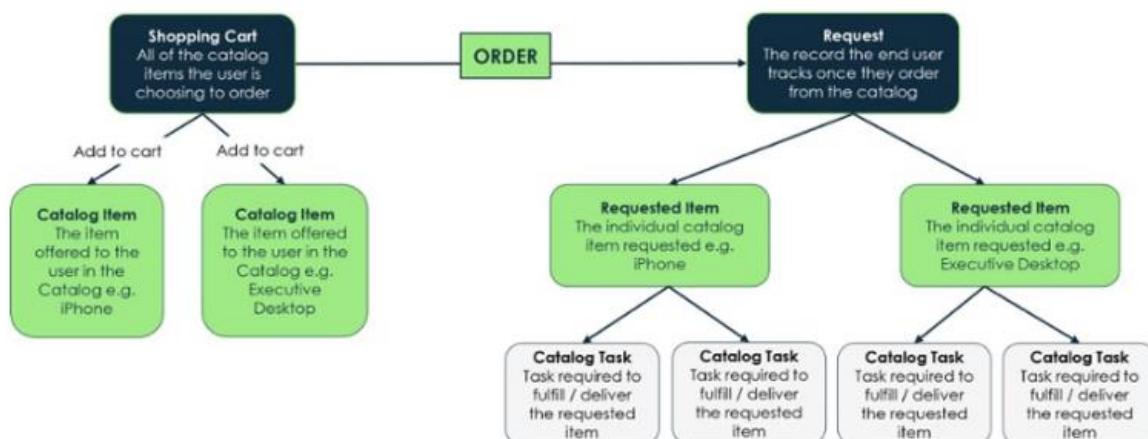 Shopping Cart
All of the catalog
items the user is
choosing to order
ORDER
Request
The record the end user
tracks once they order
from the catalog
Add to cart
Add to cart
Catalog Item
The item
offered to the
user in the
Catalog e.g.
iPhone
Catalog Item
The item offered
to the user in the
Catalog e.g.
Executive
Desktop
Requested Item
The individual catalog
item requested e.g.
iPhone
Requested Item
The individual catalog
item requested e.g.
Executive Desktop
Catalog Task
Task required to
fulfill / deliver
the requested
item
Catalog Task
Task required to
fulfill / deliver
the requested
item
Catalog Task
Task required to
fulfill / deliver
the requested
item
Catalog Task
Task required to
fulfill / deliver
the requested
item